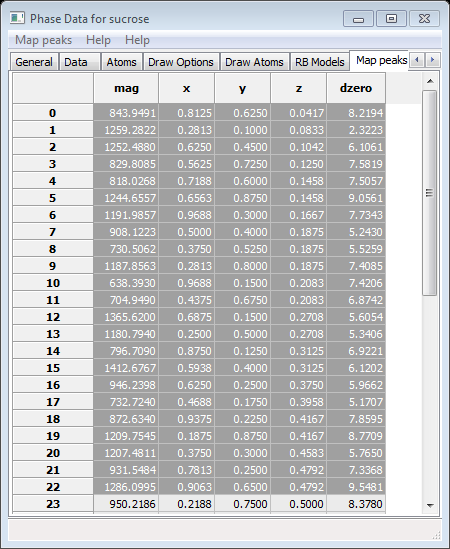 Phase Data for sucrose
Map peaks Help Help
General Data Atoms Draw Options Draw Atoms RB Models Map peaks
mag x y z dzero
0 843.9491 0.8125 0.6250 0.0417 8.2194
1 1259.2822 0.2813 0.1000 0.0833 2.3223
2 1252.4880 0.6250 0.4500 0.1042 6.1061
3 829.8085 0.5625 0.7250 0.1250 7.5819
4 818.0268 0.7188 0.6000 0.1458 7.5057
5 1244.6557 0.6563 0.8750 0.1458 9.0561
6 1191.9857 0.9688 0.3000 0.1667 7.7343
7 908.1223 0.5000 0.4000 0.1875 5.2430
8 730.5062 0.3750 0.5250 0.1875 5.5259
9 1187.8563 0.2813 0.8000 0.1875 7.4085
10 638.3930 0.9688 0.1500 0.2083 7.4206
11 704.9490 0.4375 0.6750 0.2083 6.8742
12 1365.6200 0.6875 0.1500 0.2708 5.6054
13 1180.7940 0.2500 0.5000 0.2708 5.3406
14 796.7090 0.8750 0.1250 0.3125 6.9221
15 1412.6767 0.5938 0.4000 0.3125 6.1202
16 946.2398 0.6250 0.2500 0.3750 5.9662
17 732.7240 0.4688 0.1750 0.3958 5.1707
18 872.6340 0.9375 0.2250 0.4167 7.8595
19 1209.7545 0.1875 0.8750 0.4167 8.7709
20 1207.4811 0.3750 0.3000 0.4583 5.7650
21 931.5484 0.7813 0.2500 0.4792 7.3368
22 1286.0995 0.9063 0.6500 0.4792 9.5481
23 950.2186 0.2188 0.7500 0.5000 8.3780